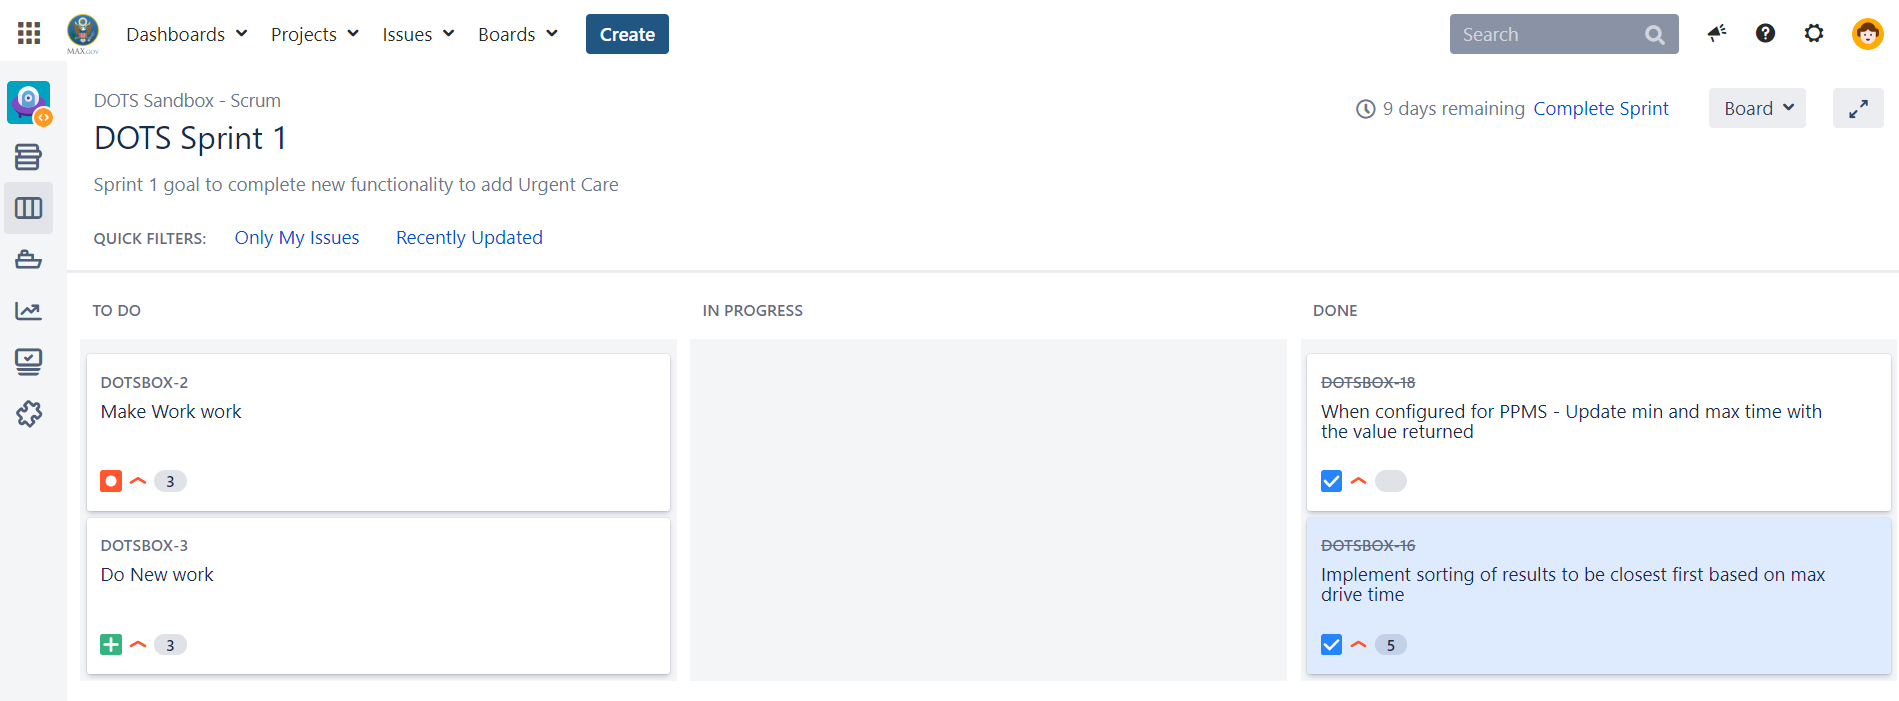 MAX.GOV
Dashboards Projects Issues Boards Create Search
DOTS Sandbox - Scrum
9 days remaining Complete Sprint Board
DOTS Sprint 1
Sprint 1 goal to complete new functionality to add Urgent Care
QUICK FILTERS: Only My Issues Recently Updated
TO DO
DOTSBOX-2
Make Work work
3
DOTSBOX-3
Do New work
3
IN PROGRESS
DONE
DOTSBOX-18
When configured for PPMS - Update min and max time with
the value returned
DOTSBOX-16
Implement sorting of results to be closest first based on max
drive time
5